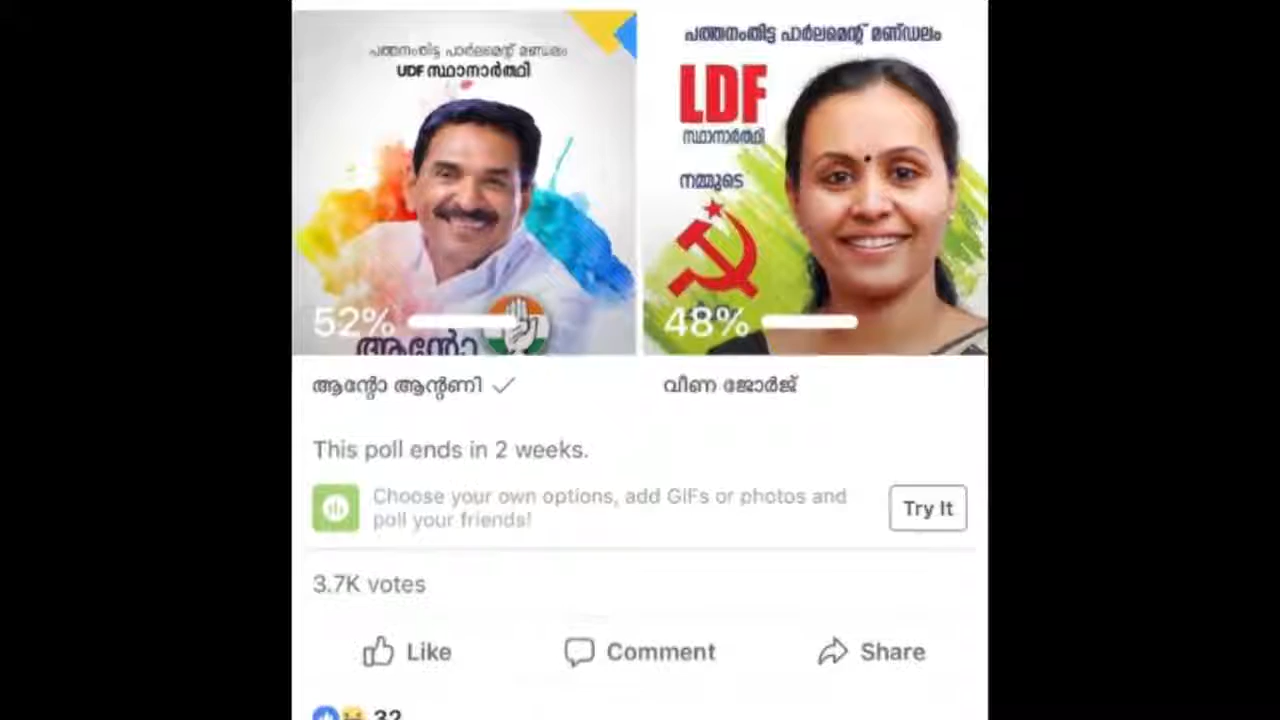 പത്തനംതിട്ട പാർലമെന്റ് മണ്ഡലം
UDF സ്ഥാനാർത്ഥി
52%
ആന്റോ
പത്തനംതിട്ട പാർലമെന്റ് മണ്ഡലം
LDF
സ്ഥാനാർത്ഥി
നമ്മുടെ
48%
ആന്റോ ആന്റണി
വീണ ജോർജ്
This poll ends in 2 weeks.
Choose your own options, add GIFs or photos and
poll your friends!
Try It
3.7K votes
Like
Comment
Share
32